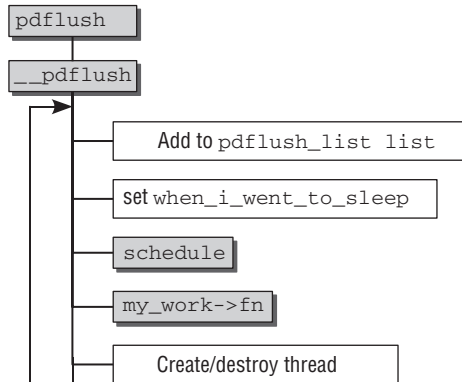 pdflush
__pdflush
Add to pdflush_list list
set when_i_went_to_sleep
schedule
my_work->fn
Create/destroy thread